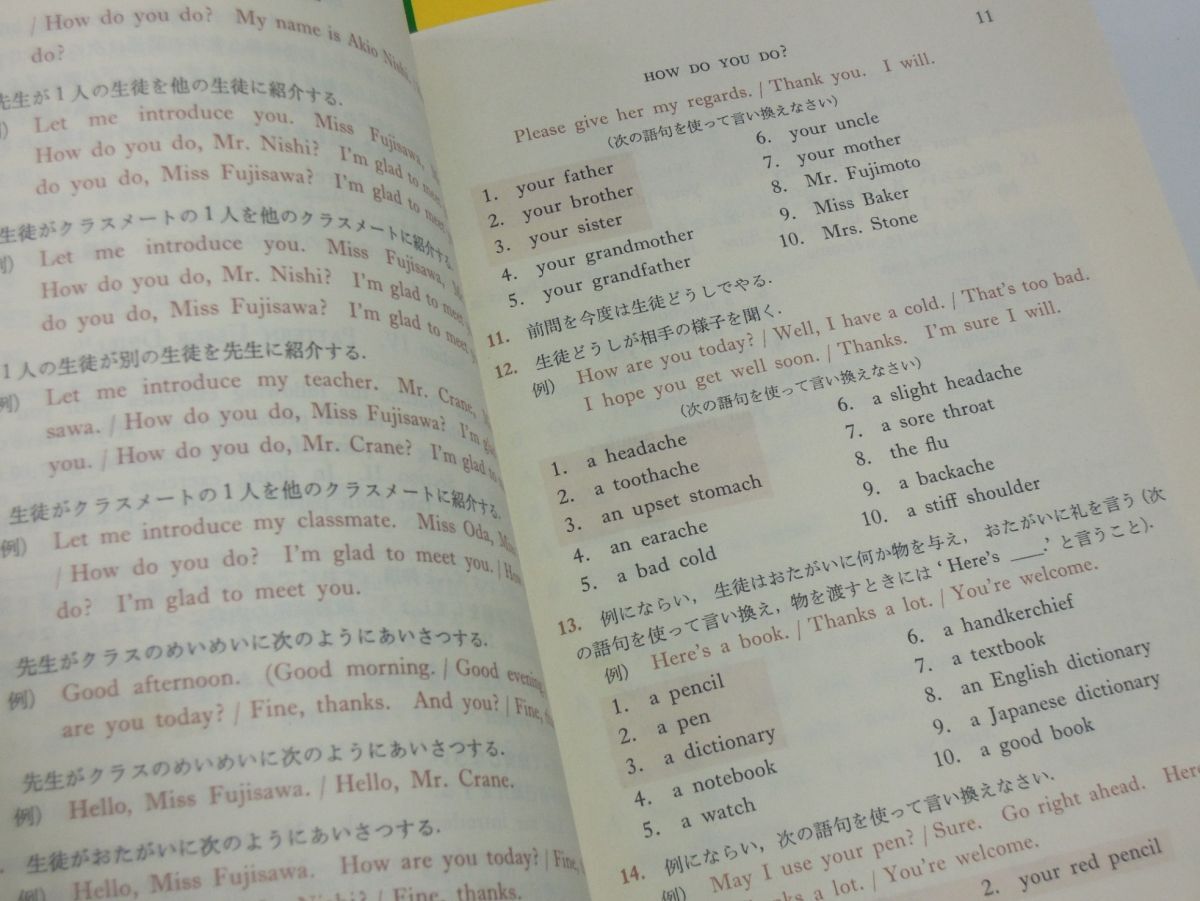 / How do you do? My name is Akio Nishi.
do?
先生が1人の生徒を他の生徒に紹介する.
Let me introduce you. Miss Fujisawa,
How do you do, Mr. Nishi? I'm glad to
do you do, Miss Fujisawa? I'm glad to meet
生徒がクラスメートの1人を他のクラスメートに紹介する.
Let me introduce you. Miss Fujisawa,
How do you do, Mr. Nishi? I'm glad to meet
do you do, Miss Fujisawa? I'm glad to meet
1人の生徒が別の生徒を先生に紹介する.
Let me introduce my teacher. Mr. Crane,
sawa. / How do you do, Miss Fujisawa? I'm
you. / How do you do, Mr. Crane? I'm glad to
生徒がクラスメートの1人を他のクラスメートに紹介する.
例) Let me introduce my classmate. Miss Oda,
/ How do you do? I'm glad to meet you. /
do? I'm glad to meet you.
先生がクラスのめいめいに次のようにあいさつする.
例) Good afternoon. (Good morning. / Good evening
are you today? / Fine, thanks. And you? / Fine,
先生がクラスのめいめいに次のようにあいさつする.
例) Hello, Miss Fujisawa. / Hello, Mr. Crane.
生徒がおたがいに次のようにあいさつする.
例) Hello, Miss Fujisawa. How are you today? / Fine,
/ Fine, thanks.
11
HOW DO YOU DO?
Please give her my regards. / Thank you. I will.
(次の語句を使って言い換えなさい)
1. your father
2. your brother
3. your sister
4. your grandmother
5. your grandfather
6. your uncle
7. your mother
8. Mr. Fujimoto
9. Miss Baker
10. Mrs. Stone
11. 前問を今度は生徒どうしでやる.
12. 生徒どうしが相手の様子を聞く.
例) How are you today? / Well, I have a cold. / That's too bad.
I hope you get well soon. / Thanks. I'm sure I will.
(次の語句を使って言い換えなさい)
1. a headache
2. a toothache
3. an upset stomach
4. an earache
5. a bad cold
6. a slight headache
7. a sore throat
8. the flu
9. a backache
10. a stiff shoulder
13. 例にならい, 生徒はおたがいに何か物を与え, おたがいに礼を言う (次
の語句を使って言い換え, 物を渡すときには ' Here's ___.' と言うこと).
例) Here's a book. / Thanks a lot. / You're welcome.
1. a pencil
2. a pen
3. a dictionary
4. a notebook
5. a watch
6. a handkerchief
7. a textbook
8. an English dictionary
9. a Japanese dictionary
10. a good book
14. 例にならい, 次の語句を使って言い換えなさい.
例) May I use your pen? / Sure. Go right ahead. Here
a lot. / You're welcome.
2. your red pencil